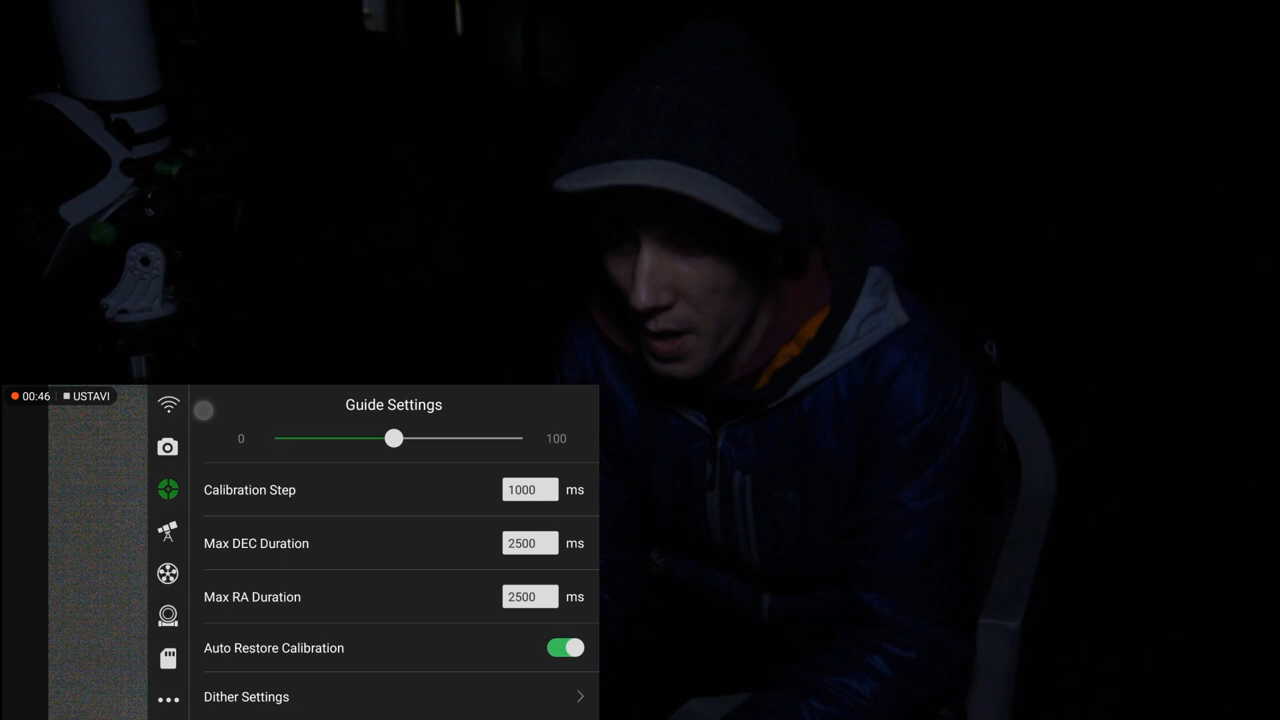 00:46 USTAVI
Guide Settings
0 100
Calibration Step 1000 ms
Max DEC Duration 2500 ms
Max RA Duration 2500 ms
Auto Restore Calibration
Dither Settings